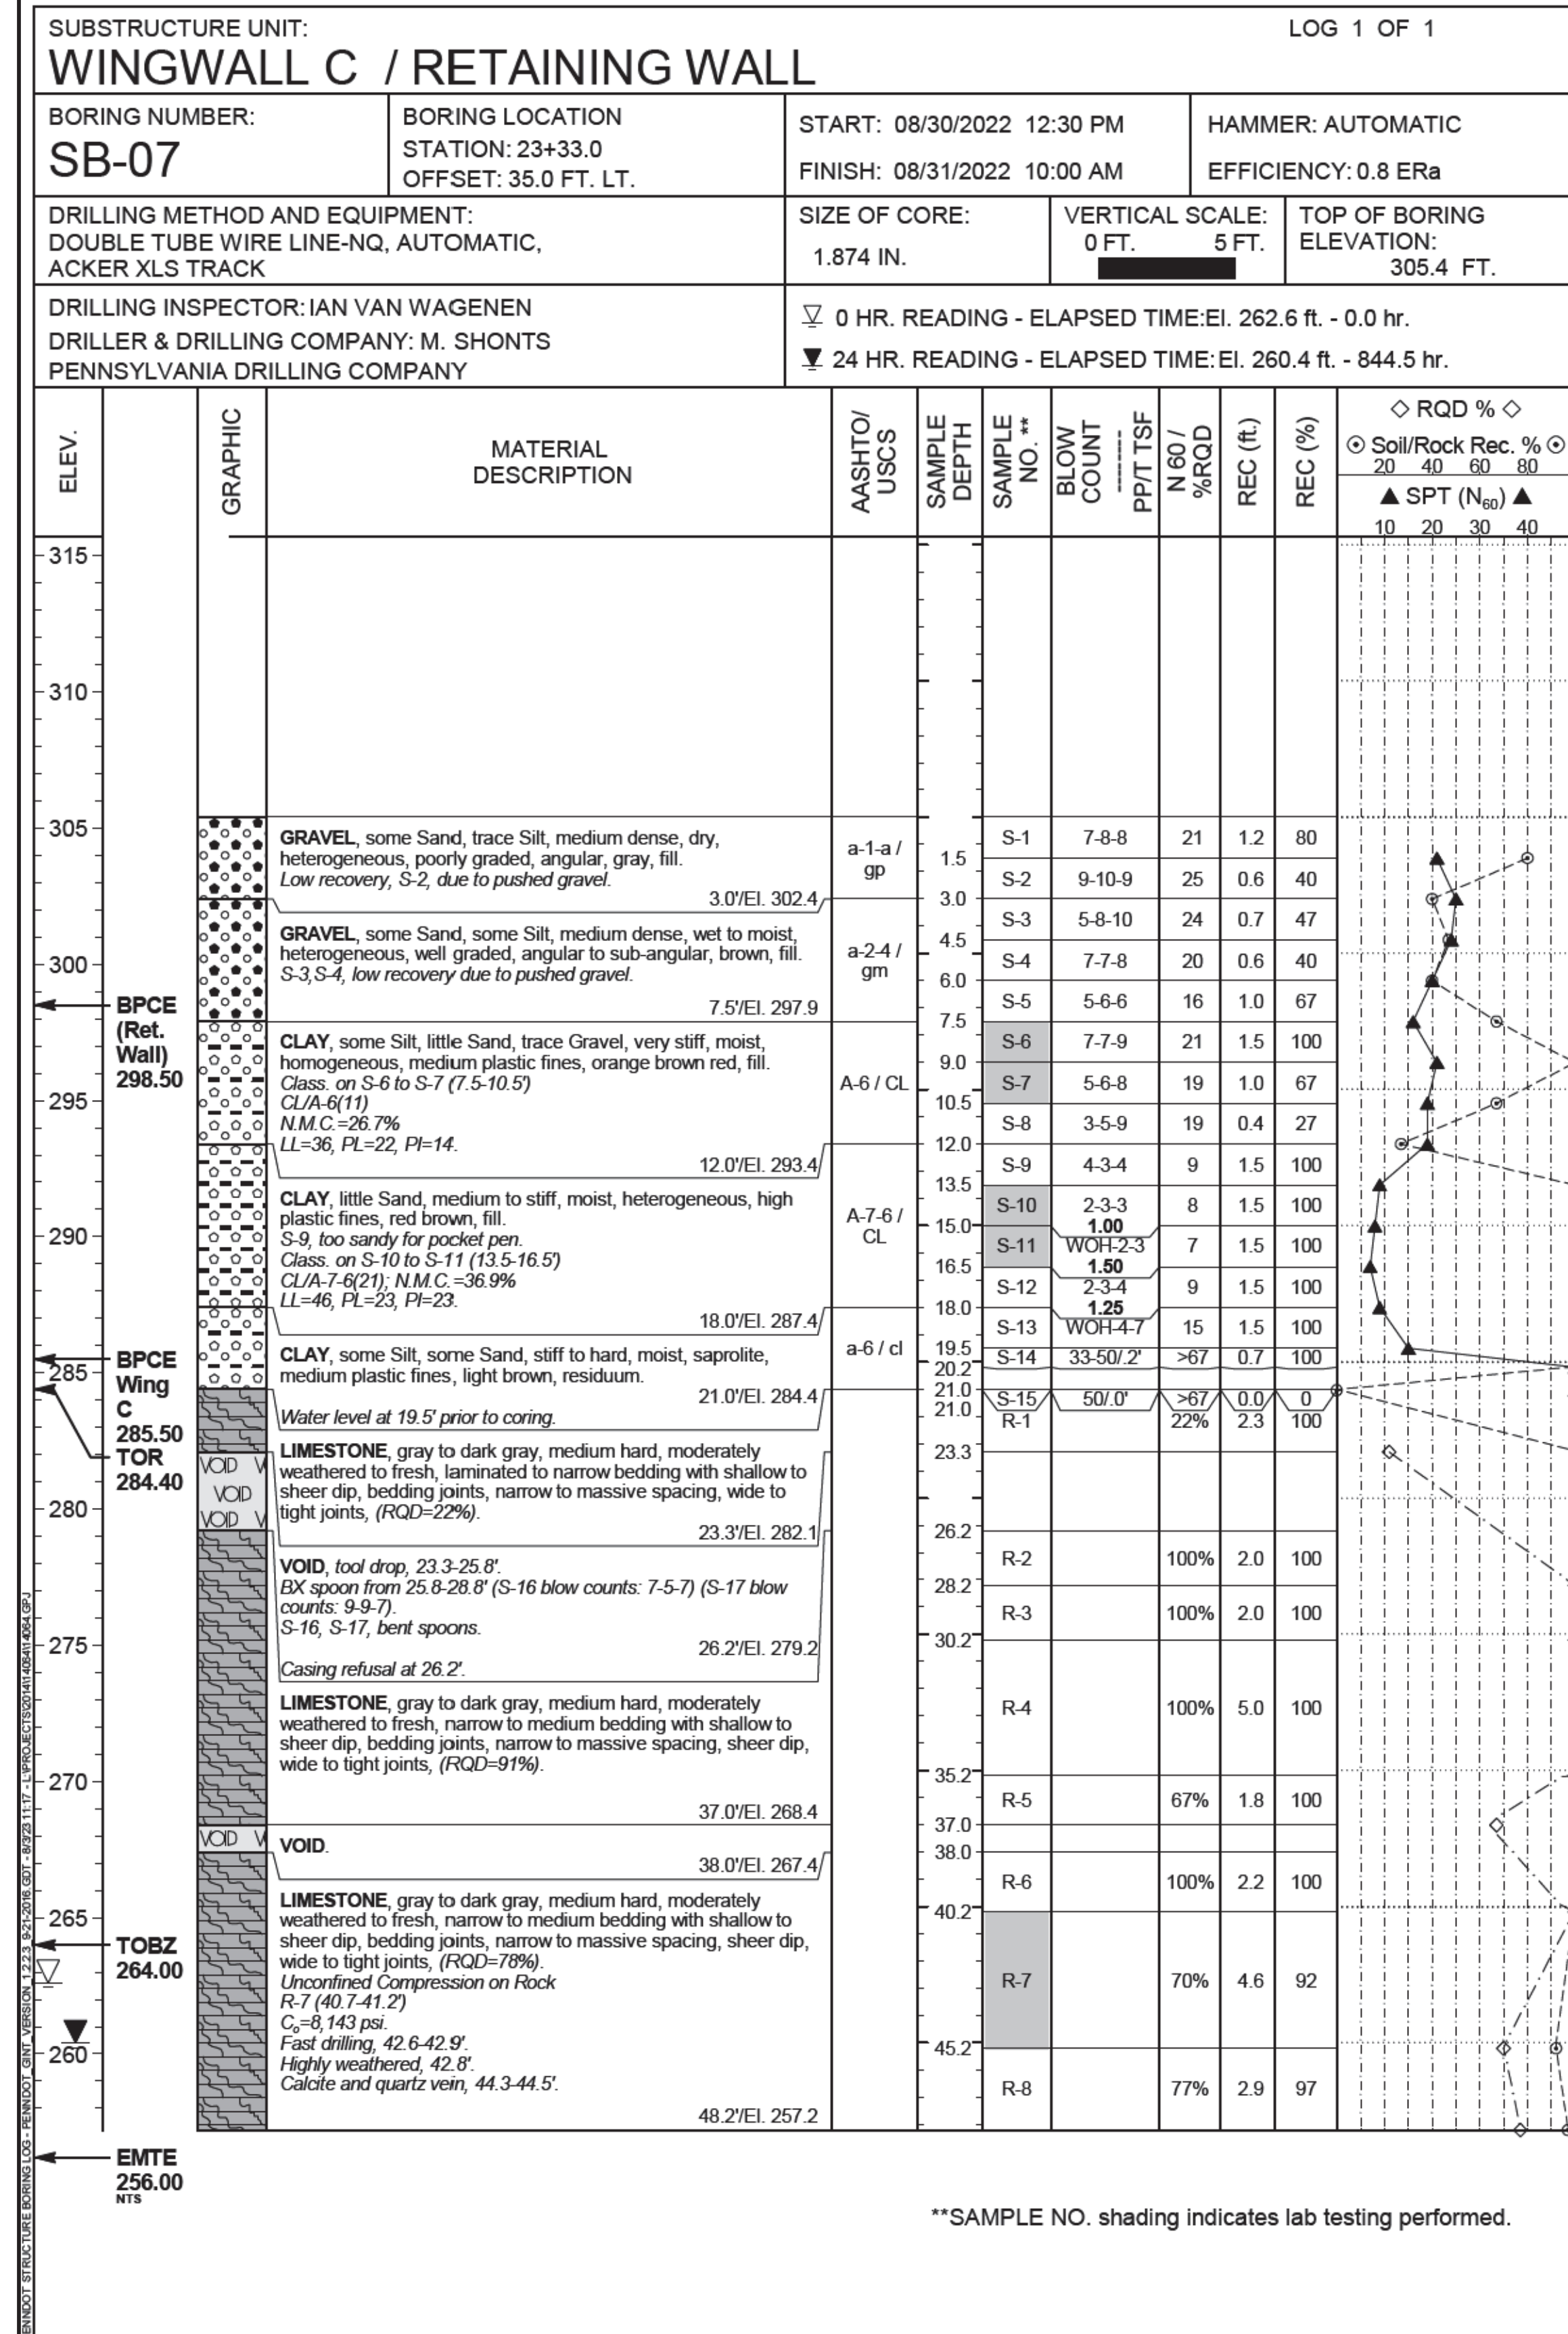 SUBSTRUCTURE UNIT:
LOG 1 OF 1
WINGWALL C / RETAINING WALL
BORING NUMBER:
SB-07
BORING LOCATION
STATION: 23+33.0
OFFSET: 35.0 FT. LT.
START: 08/30/2022 12:30 PM
FINISH: 08/31/2022 10:00 AM
HAMMER: AUTOMATIC
EFFICIENCY: 0.8 ERa
DRILLING METHOD AND EQUIPMENT:
DOUBLE TUBE WIRE LINE-NQ, AUTOMATIC,
ACKER XLS TRACK
SIZE OF CORE:
1.874 IN.
VERTICAL SCALE:
0 FT. 5 FT.
TOP OF BORING
ELEVATION:
305.4 FT.
DRILLING INSPECTOR: IAN VAN WAGENEN
DRILLER & DRILLING COMPANY: M. SHONTS
PENNSYLVANIA DRILLING COMPANY
0 HR. READING - ELAPSED TIME:El. 262.6 ft. - 0.0 hr.
24 HR. READING - ELAPSED TIME: El. 260.4 ft. - 844.5 hr.
ELEV.
GRAPHIC
MATERIAL
DESCRIPTION
AASHTO/
USCS
SAMPLE
DEPTH
SAMPLE
NO. **
BLOW
COUNT
--------
PP/T TSF
N 60 /
%RQD
REC (ft.)
REC (%)
◇ RQD % ◇
⊙ Soil/Rock Rec. % ⊙
20 40 60 80
▲ SPT (N60) ▲
10 20 30 40
315
310
305
300
295
290
285
280
275
270
265
260
BPCE
(Ret.
Wall)
298.50
BPCE
Wing
C
285.50
TOR
284.40
TOBZ
264.00
EMTE
256.00
NTS
GRAVEL, some Sand, trace Silt, medium dense, dry,
heterogeneous, poorly graded, angular, gray, fill.
Low recovery, S-2, due to pushed gravel.
3.0'/El. 302.4
GRAVEL, some Sand, some Silt, medium dense, wet to moist,
heterogeneous, well graded, angular to sub-angular, brown, fill.
S-3,S-4, low recovery due to pushed gravel.
7.5'/El. 297.9
CLAY, some Silt, little Sand, trace Gravel, very stiff, moist,
homogeneous, medium plastic fines, orange brown red, fill.
Class. on S-6 to S-7 (7.5-10.5')
CL/A-6(11)
N.M.C.=26.7%
LL=36, PL=22, PI=14.
12.0'/El. 293.4
CLAY, little Sand, medium to stiff, moist, heterogeneous, high
plastic fines, red brown, fill.
S-9, too sandy for pocket pen.
Class. on S-10 to S-11 (13.5-16.5')
CL/A-7-6(21); N.M.C.=36.9%
LL=46, PL=23, PI=23.
18.0'/El. 287.4
CLAY, some Silt, some Sand, stiff to hard, moist, saprolite,
medium plastic fines, light brown, residuum.
21.0'/El. 284.4
Water level at 19.5' prior to coring.
LIMESTONE, gray to dark gray, medium hard, moderately
weathered to fresh, laminated to narrow bedding with shallow to
sheer dip, bedding joints, narrow to massive spacing, wide to
tight joints, (RQD=22%).
23.3'/El. 282.1
VOID V
VOID
VOID V
VOID, tool drop, 23.3-25.8'.
BX spoon from 25.8-28.8' (S-16 blow counts: 7-5-7) (S-17 blow
counts: 9-9-7).
S-16, S-17, bent spoons.
26.2'/El. 279.2
Casing refusal at 26.2'.
LIMESTONE, gray to dark gray, medium hard, moderately
weathered to fresh, narrow to medium bedding with shallow to
sheer dip, bedding joints, narrow to massive spacing, sheer dip,
wide to tight joints, (RQD=91%).
37.0'/El. 268.4
VOID V
VOID.
38.0'/El. 267.4
LIMESTONE, gray to dark gray, medium hard, moderately
weathered to fresh, narrow to medium bedding with shallow to
sheer dip, bedding joints, narrow to massive spacing, sheer dip,
wide to tight joints, (RQD=78%).
Unconfined Compression on Rock
R-7 (40.7-41.2')
Co=8,143 psi.
Fast drilling, 42.6-42.9'.
Highly weathered, 42.8'.
Calcite and quartz vein, 44.3-44.5'.
48.2'/El. 257.2
a-1-a /
gp
a-2-4 /
gm
A-6 / CL
A-7-6 /
CL
a-6 / cl
S-1 7-8-8 21 1.2 80
1.5
S-2 9-10-9 25 0.6 40
3.0
S-3 5-8-10 24 0.7 47
4.5
S-4 7-7-8 20 0.6 40
6.0
S-5 5-6-6 16 1.0 67
7.5
S-6 7-7-9 21 1.5 100
9.0
S-7 5-6-8 19 1.0 67
10.5
S-8 3-5-9 19 0.4 27
12.0
S-9 4-3-4 9 1.5 100
13.5
S-10 2-3-3 8 1.5 100
15.0 1.00
S-11 WOH-2-3 7 1.5 100
16.5 1.50
S-12 2-3-4 9 1.5 100
18.0 1.25
S-13 WOH-4-7 15 1.5 100
19.5
S-14 33-50/.2' >67 0.7 100
20.2
21.0
S-15 50/.0' >67 0.0 0
21.0
R-1 22% 2.3 100
23.3
26.2
R-2 100% 2.0 100
28.2
R-3 100% 2.0 100
30.2
R-4 100% 5.0 100
35.2
R-5 67% 1.8 100
37.0
38.0
R-6 100% 2.2 100
40.2
R-7 70% 4.6 92
45.2
R-8 77% 2.9 97
**SAMPLE NO. shading indicates lab testing performed.
ENNDOT STRUCTURE BORING LOG - PENNDOT_GINT_VERSION_1.2.2.3_9-21-2016.GDT - 8/3/23 11:17 - L:\PROJECTS\2014\14064\14064.GPJ